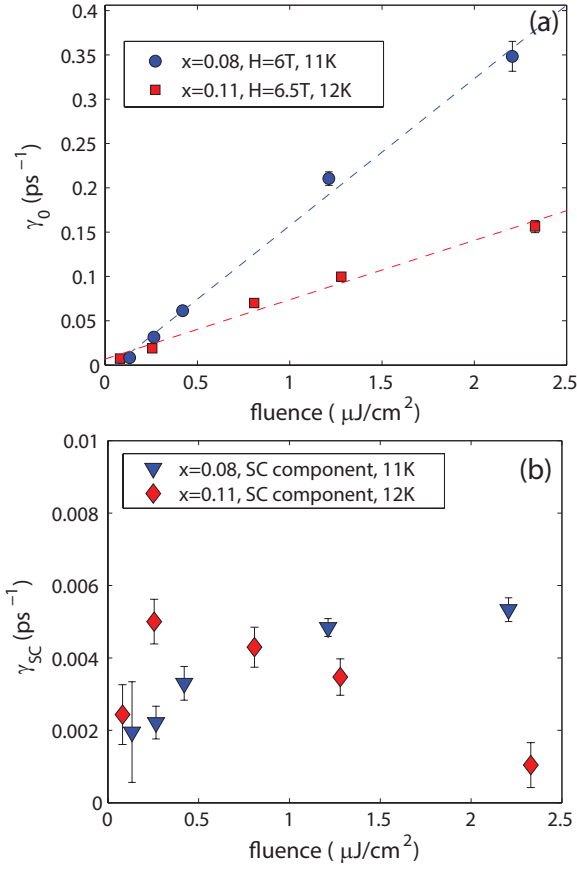 (a)
x=0.08, H=6T, 11K
x=0.11, H=6.5T, 12K
0.4
0.35
0.3
0.25
0.2
0.15
0.1
0.05
0
γ0 (ps⁻¹)
0 0.5 1 1.5 2 2.5
fluence ( μJ/cm²)
(b)
x=0.08, SC component, 11K
x=0.11, SC component, 12K
0.01
0.008
0.006
0.004
0.002
0
γSC (ps⁻¹)
0 0.5 1 1.5 2 2.5
fluence ( μJ/cm²)